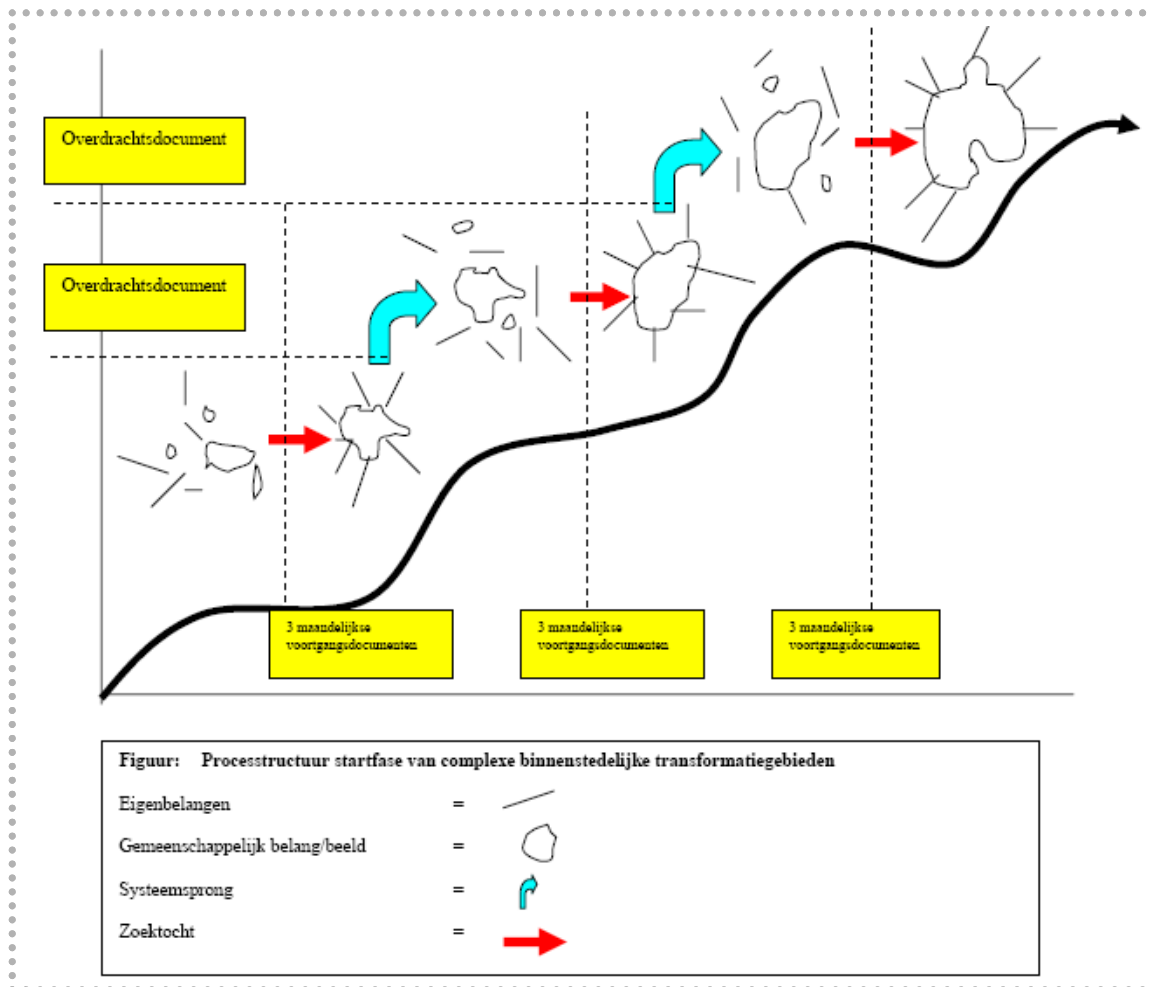 Overdrachtsdocument
Overdrachtsdocument
3 maandelijkse
voortgangsdocumenten
3 maandelijkse
voortgangsdocumenten
3 maandelijkse
voortgangsdocumenten
Figuur: Processtructuur startfase van complexe binnenstedelijke transformatiegebieden
Eigenbelangen =
Gemeenschappelijk belang/beeld =
Systeemsprong =
Zoektocht =